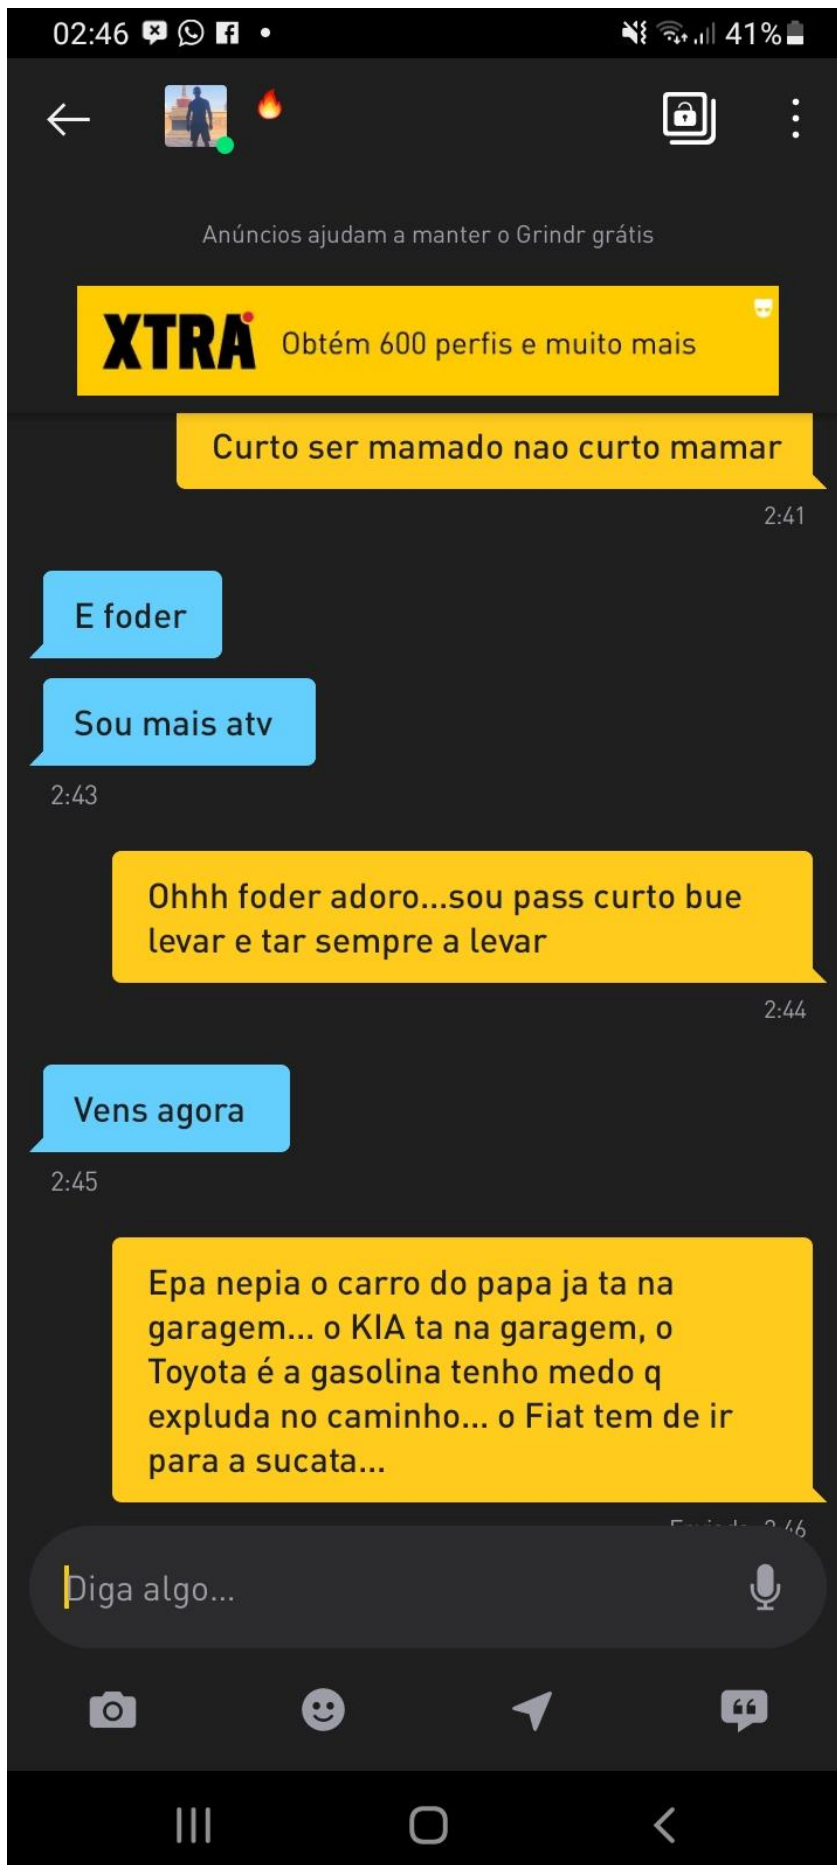 02:46
41%
Anúncios ajudam a manter o Grindr grátis
XTRA Obtém 600 perfis e muito mais
Curto ser mamado nao curto mamar
2:41
E foder
Sou mais atv
2:43
Ohhh foder adoro...sou pass curto bue
levar e tar sempre a levar
2:44
Vens agora
2:45
Epa nepia o carro do papa ja ta na
garagem... o KIA ta na garagem, o
Toyota é a gasolina tenho medo q
expluda no caminho... o Fiat tem de ir
para a sucata...
2:46
Diga algo...